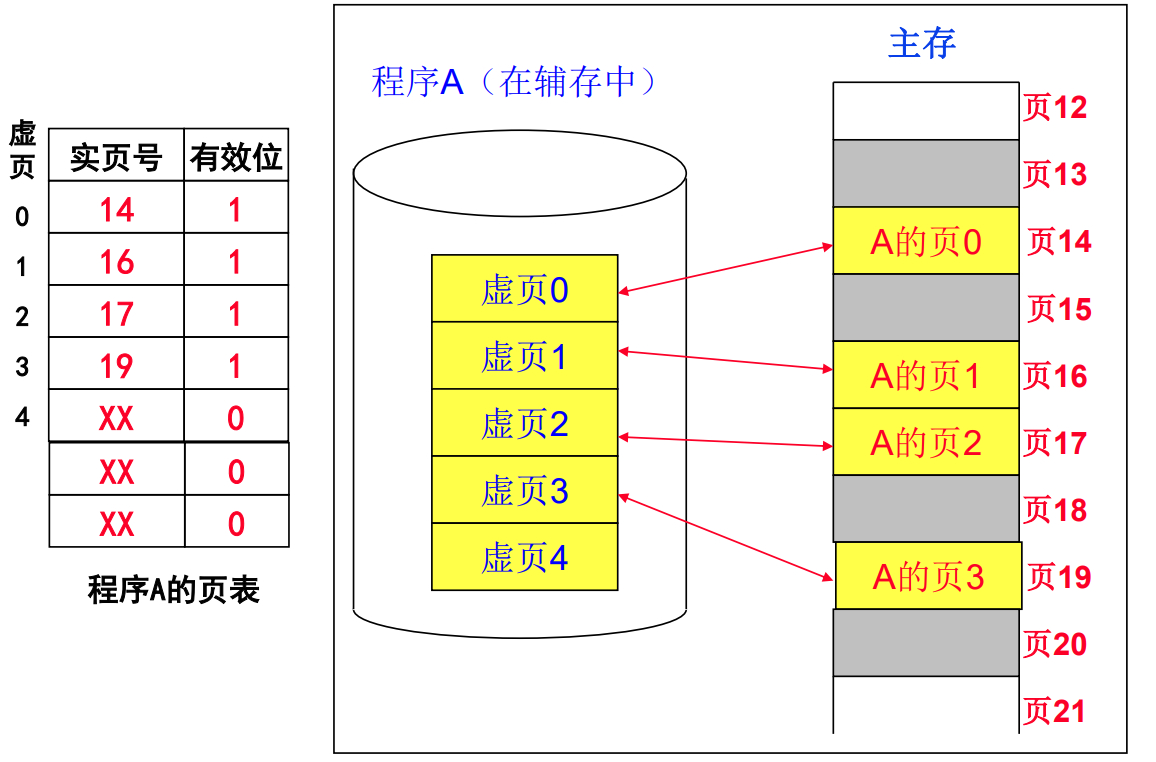 虚页
实页号 有效位
0 14 1
1 16 1
2 17 1
3 19 1
4 XX 0
XX 0
XX 0
程序A的页表
程序A（在辅存中）
虚页0
虚页1
虚页2
虚页3
虚页4
主存
页12
页13
A的页0 页14
页15
A的页1 页16
A的页2 页17
页18
A的页3 页19
页20
页21